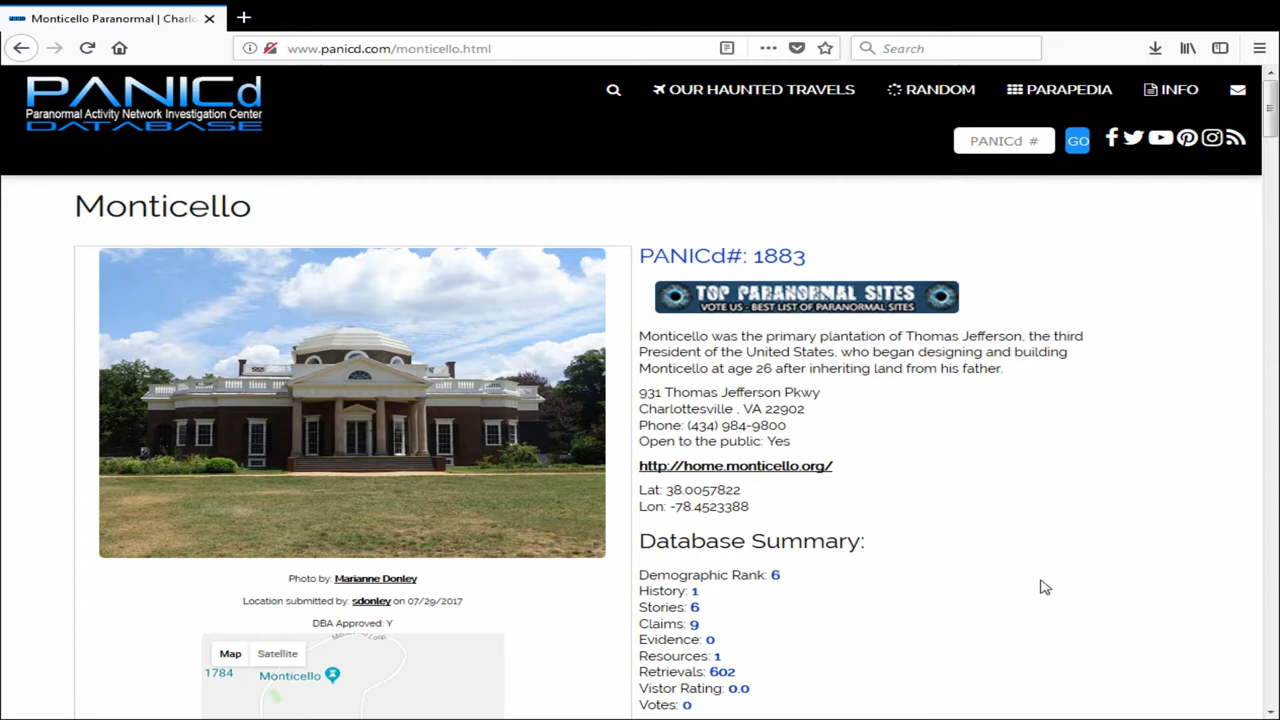 Monticello Paranormal | Charlo
www.panicd.com/monticello.html
Search
PANICd
Paranormal Activity Network Investigation Center
DATABASE
OUR HAUNTED TRAVELS
RANDOM
PARAPEDIA
INFO
PANICd #
GO
Monticello
PANICd#: 1883
TOP PARANORMAL SITES
VOTE US - BEST LIST OF PARANORMAL SITES
Monticello was the primary plantation of Thomas Jefferson, the third
President of the United States, who began designing and building
Monticello at age 26 after inheriting land from his father.
931 Thomas Jefferson Pkwy
Charlottesville , VA 22902
Phone: (434) 984-9800
Open to the public: Yes
http://home.monticello.org/
Lat: 38.0057822
Lon: -78.4523388
Database Summary:
Demographic Rank: 6
History: 1
Stories: 6
Claims: 9
Evidence: 0
Resources: 1
Retrievals: 602
Vistor Rating: 0.0
Votes: 0
Photo by: Marianne Donley
Location submitted by: sdonley on 07/29/2017
DBA Approved: Y
Map
Satellite
1784
Monticello